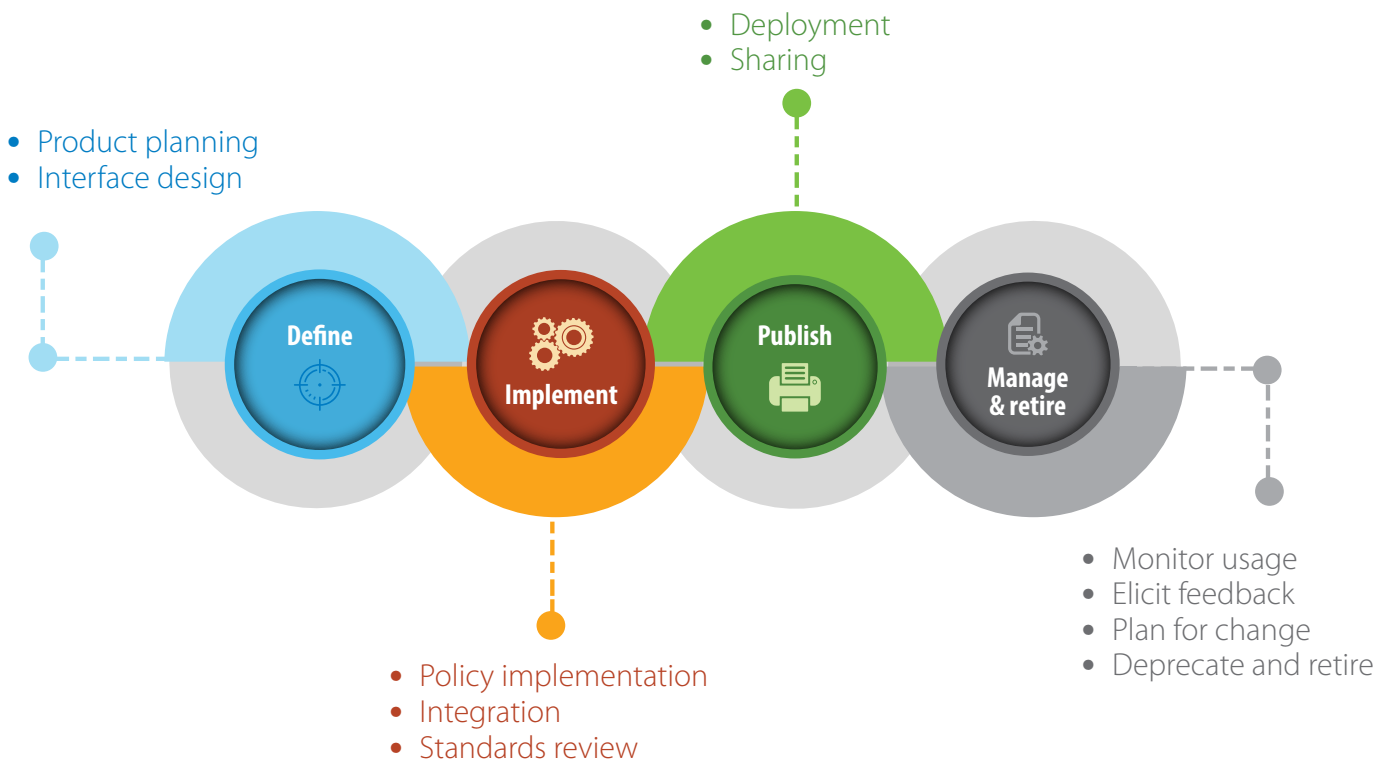 • Deployment
• Sharing
• Product planning
• Interface design
Define
Implement
Publish
Manage
& retire
• Policy implementation
• Integration
• Standards review
• Monitor usage
• Elicit feedback
• Plan for change
• Deprecate and retire